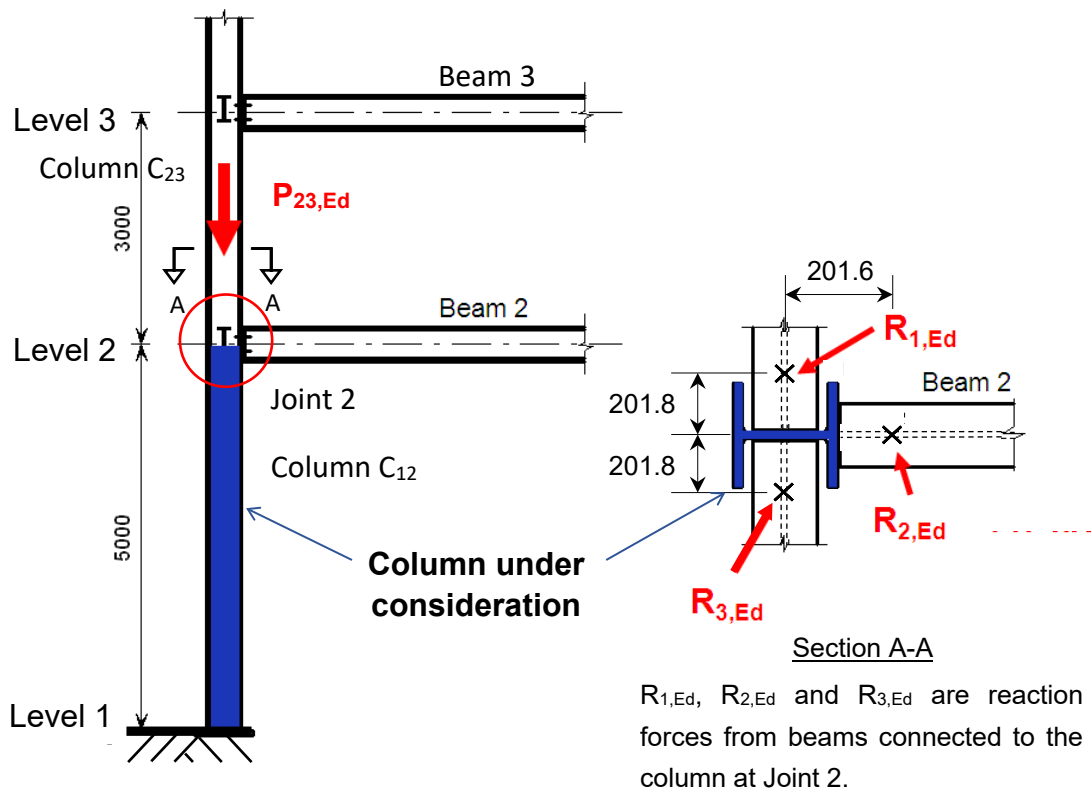 Beam 3
Level 3
Column C23
P23,Ed
3000
A
A
Beam 2
Level 2
Joint 2
Column C12
5000
Level 1
Column under
consideration
201.6
R1,Ed
201.8
Beam 2
201.8
R2,Ed
R3,Ed
Section A-A
R1,Ed, R2,Ed and R3,Ed are reaction
forces from beams connected to the
column at Joint 2.